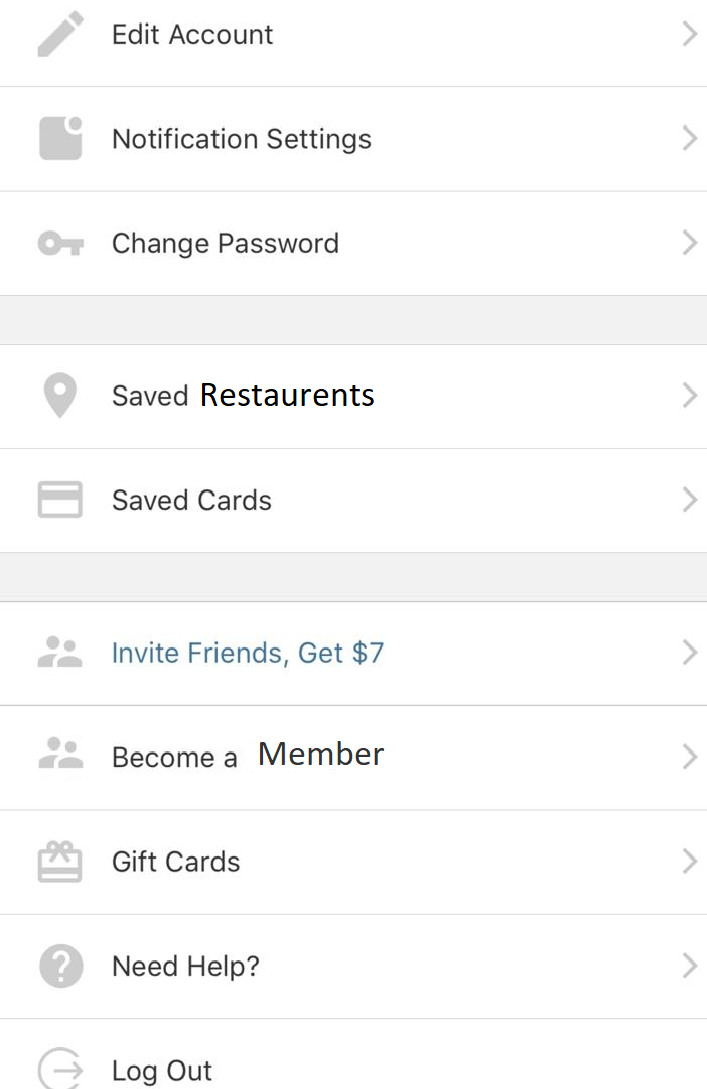 Edit Account
Notification Settings
Change Password
Saved Restaurents
Saved Cards
Invite Friends, Get $7
Become a Member
Gift Cards
Need Help?
Log Out